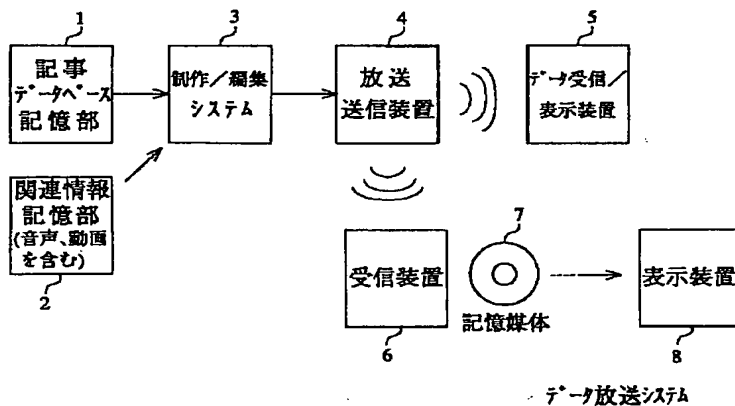 1
3
4
5
記事
データベース
記憶部
制作/編集
システム
放送
送信装置
データ受信/
表示装置
関連情報
記憶部
(音声、動画
を含む)
2
7
受信装置
記憶媒体
表示装置
6
8
データ放送システム